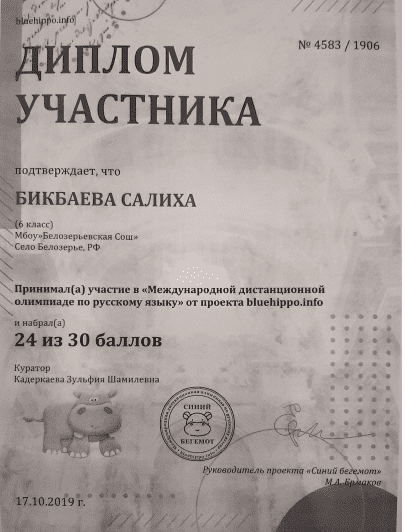 bluehippo.info
№ 4583 / 1906
ДИПЛОМ
УЧАСТНИКА
подтверждает, что
БИКБАЕВА САЛИХА
(6 класс)
Мбоу»Белозерьевская Сош»
Село Белозерье, РФ
Принимал(а) участие в «Международной дистанционной
олимпиаде по русскому языку» от проекта bluehippo.info
и набрал(а)
24 из 30 баллов
Куратор
Кадеркаева Зульфия Шамилевна
СИНИЙ
БЕГЕМОТ
Руководитель проекта «Синий бегемот»
М.А. Ермаков
17.10.2019 г.